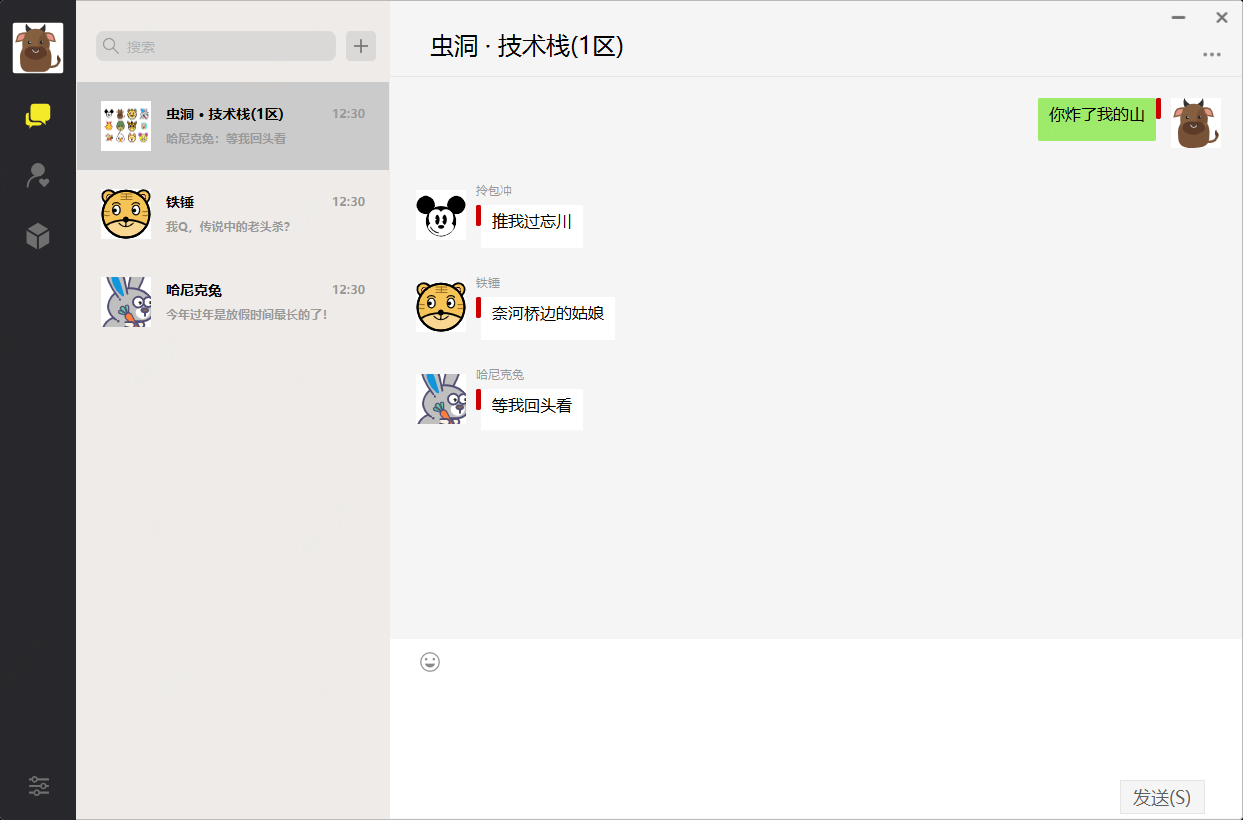 搜索
虫洞 · 技术栈(1区) 12:30
哈尼克兔：等我回头看
铁锤 12:30
我Q，传说中的老头杀?
哈尼克兔 12:30
今年过年是放假时间最长的了!
虫洞 · 技术栈(1区)
你炸了我的山
拎包冲
推我过忘川
铁锤
奈河桥边的姑娘
哈尼克兔
等我回头看
发送(S)